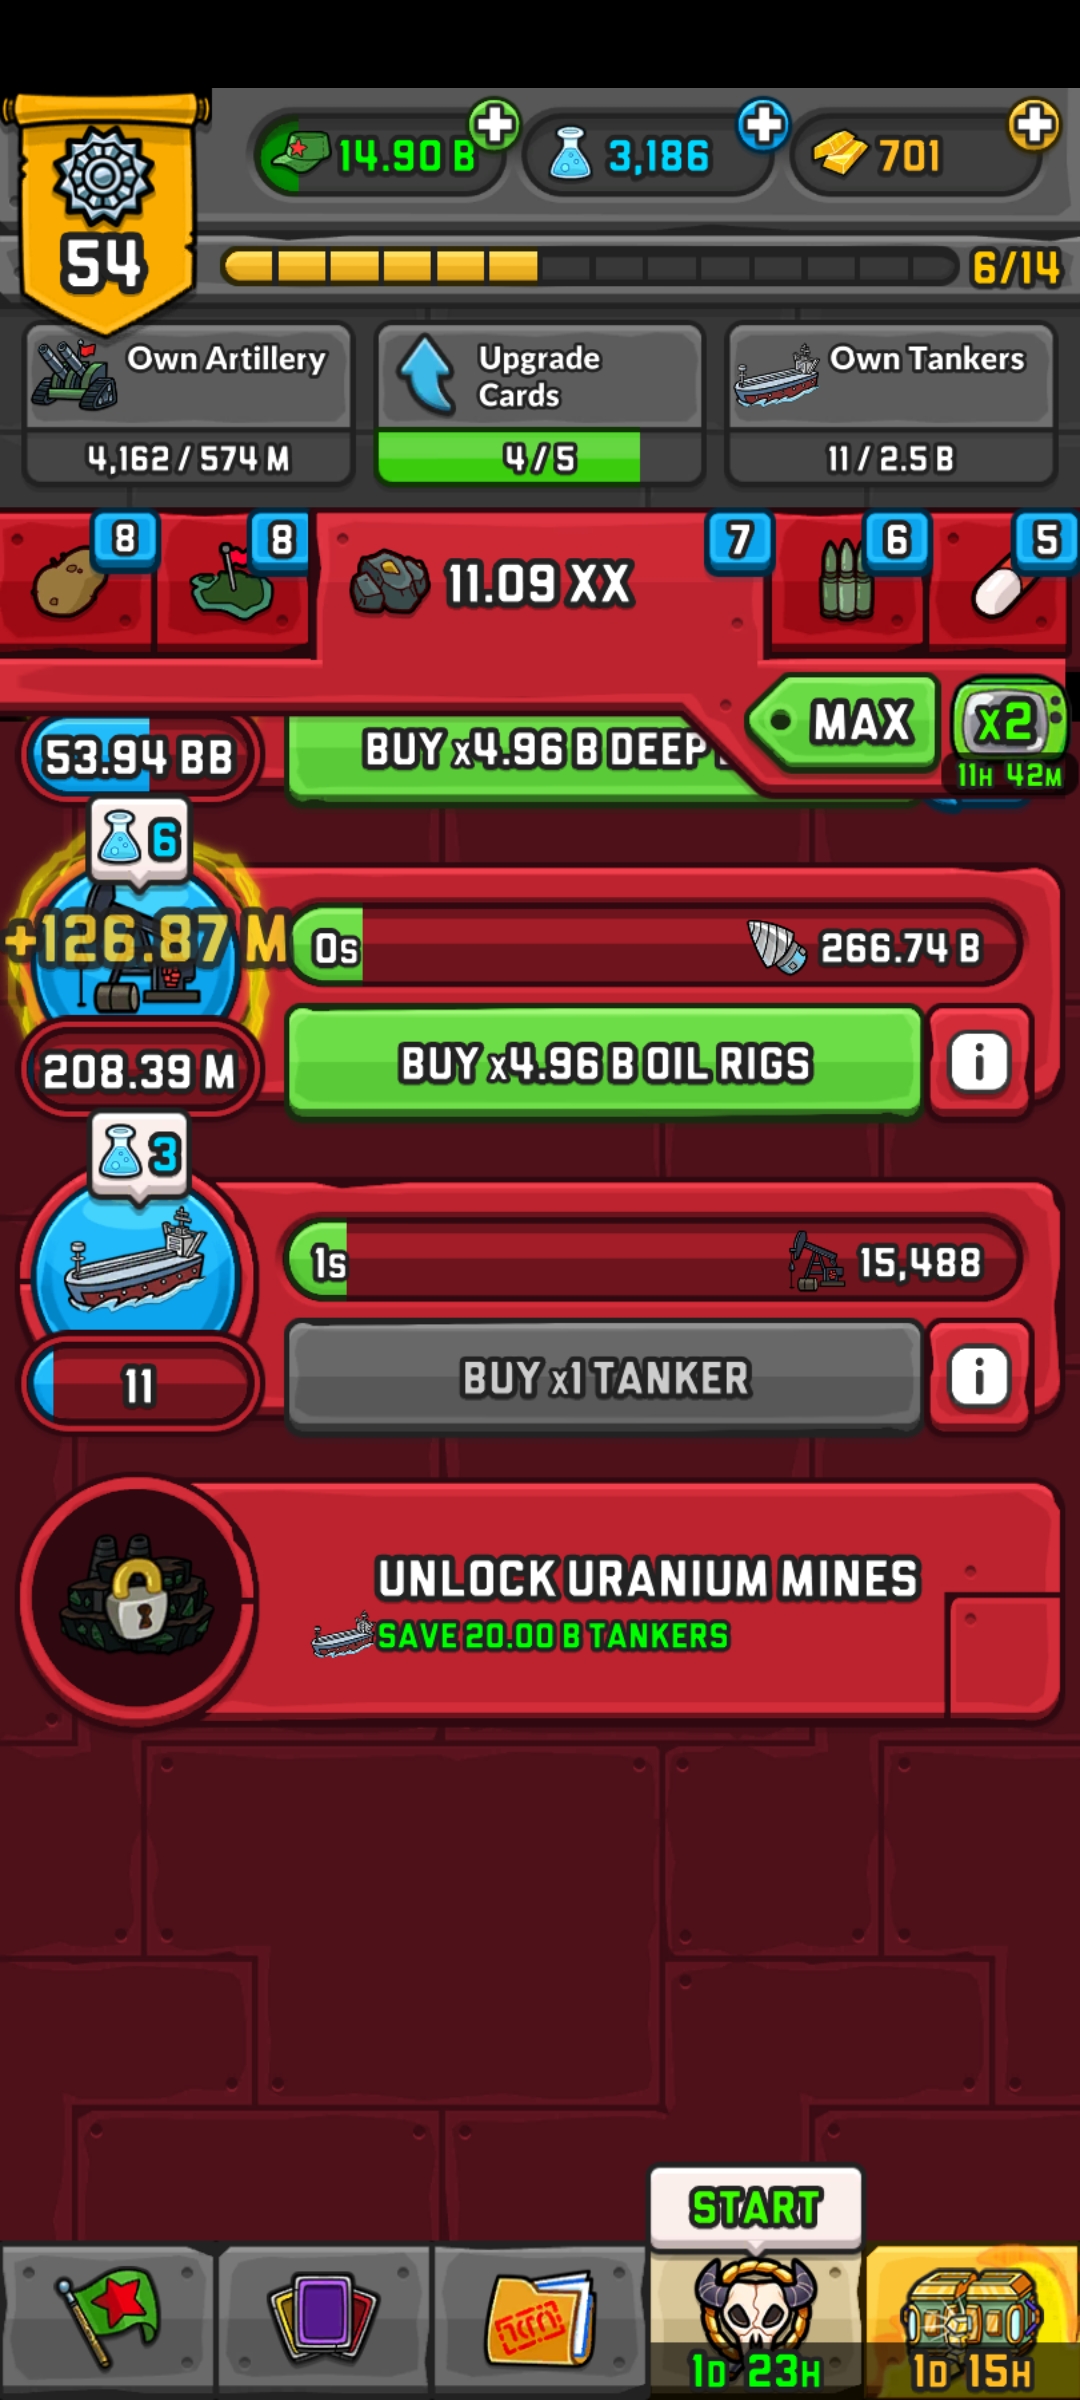 14.90 B
3,186
701
54
6/14
Own Artillery
4,162 / 574 M
Upgrade
Cards
4 / 5
Own Tankers
11 / 2.5 B
8
8
11.09 XX
7
6
5
MAX
x2
11H 42M
53.94 BB
BUY x4.96 B DEEP
6
+126.87 M
0s
266.74 B
208.39 M
BUY x4.96 B OIL RIGS
i
3
1s
15,488
11
BUY x1 TANKER
i
UNLOCK URANIUM MINES
SAVE 20.00 B TANKERS
START
1D 23H
1D 15H